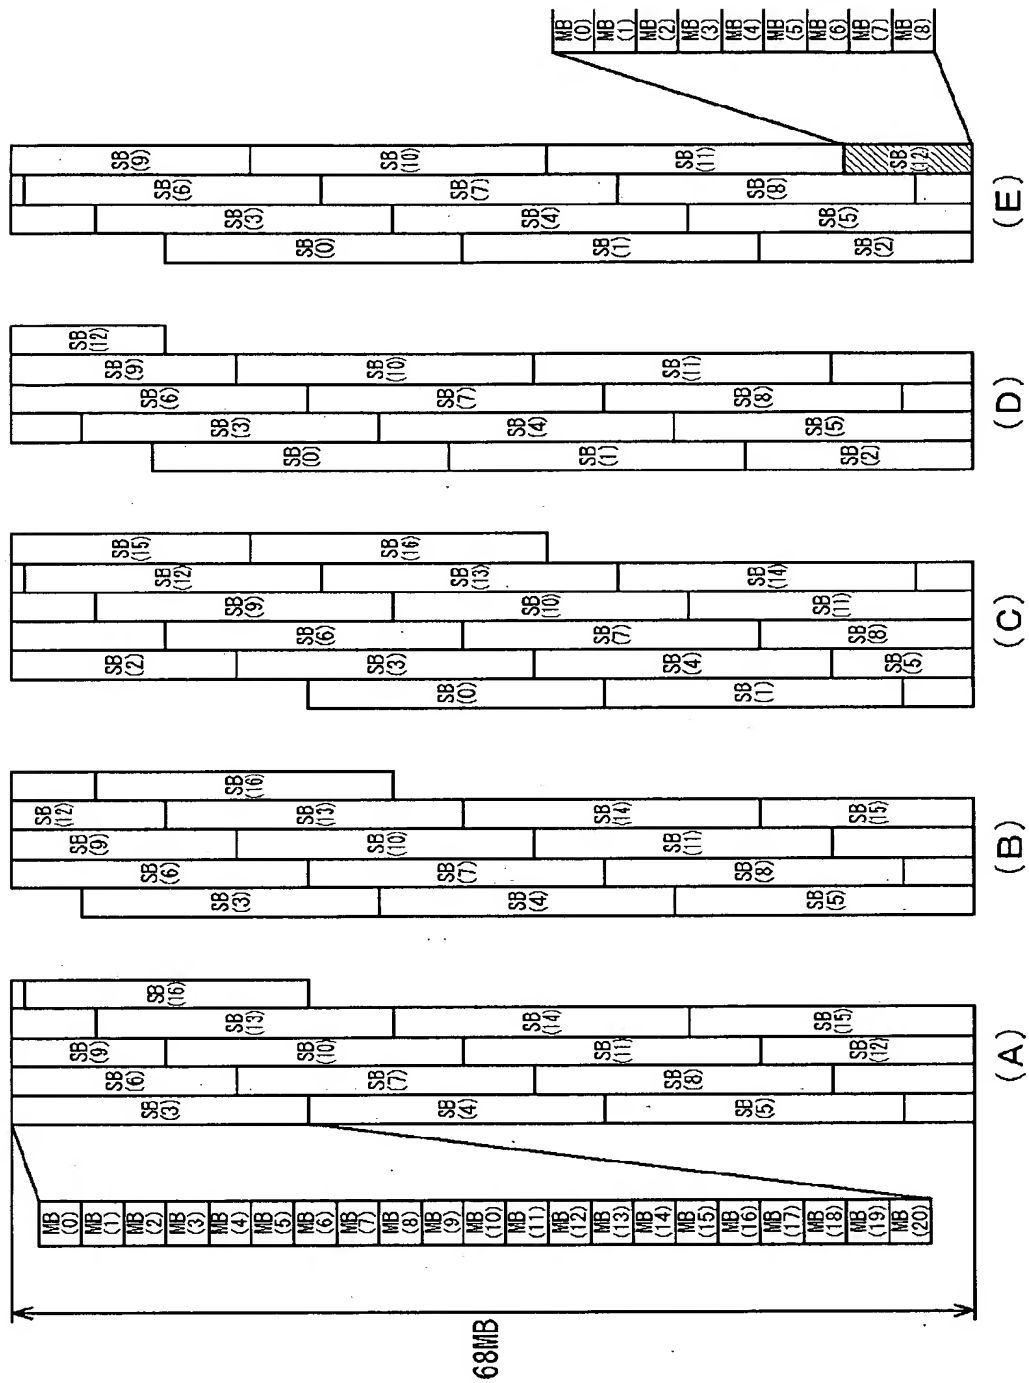 68MB
MB
(0)
MB
(1)
MB
(2)
MB
(3)
MB
(4)
MB
(5)
MB
(6)
MB
(7)
MB
(8)
MB
(9)
MB
(10)
MB
(11)
MB
(12)
MB
(13)
MB
(14)
MB
(15)
MB
(16)
MB
(17)
MB
(18)
MB
(19)
MB
(20)
SB
(3)
SB
(4)
SB
(5)
SB
(6)
SB
(7)
SB
(8)
SB
(9)
SB
(10)
SB
(11)
SB
(12)
SB
(13)
SB
(14)
SB
(15)
SB
(16)
(A)
SB
(3)
SB
(4)
SB
(5)
SB
(6)
SB
(7)
SB
(8)
SB
(9)
SB
(10)
SB
(11)
SB
(12)
SB
(13)
SB
(14)
SB
(15)
SB
(16)
(B)
SB
(0)
SB
(1)
SB
(2)
SB
(3)
SB
(4)
SB
(5)
SB
(6)
SB
(7)
SB
(8)
SB
(9)
SB
(10)
SB
(11)
SB
(12)
SB
(13)
SB
(14)
SB
(15)
SB
(16)
(C)
SB
(0)
SB
(1)
SB
(2)
SB
(3)
SB
(4)
SB
(5)
SB
(6)
SB
(7)
SB
(8)
SB
(9)
SB
(10)
SB
(11)
SB
(12)
(D)
SB
(0)
SB
(1)
SB
(2)
SB
(3)
SB
(4)
SB
(5)
SB
(6)
SB
(7)
SB
(8)
SB
(9)
SB
(10)
SB
(11)
SB
(12)
MB
(0)
MB
(1)
MB
(2)
MB
(3)
MB
(4)
MB
(5)
MB
(6)
MB
(7)
MB
(8)
(E)